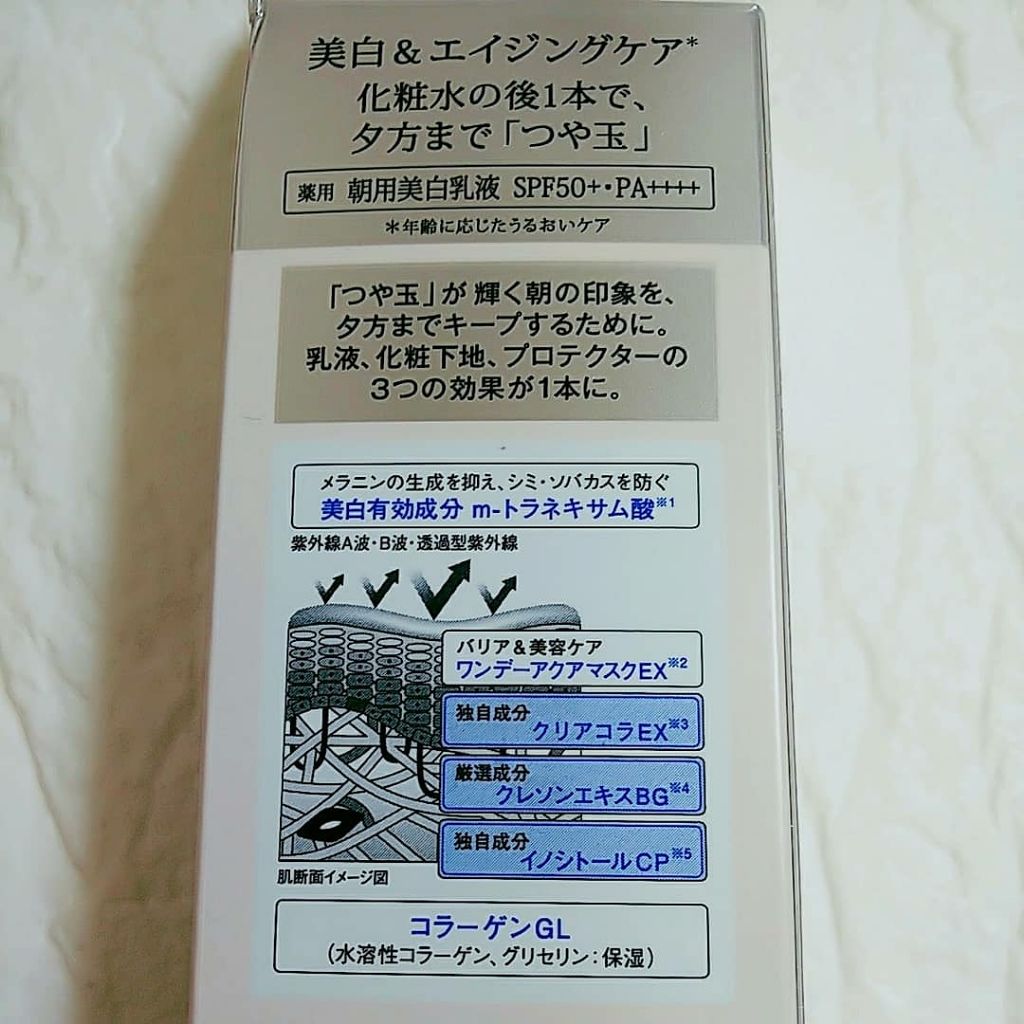 美白&エイジングケア*
化粧水の後1本で、
夕方まで「つや玉」
薬用 朝用美白乳液 SPF50+・PA++++
*年齢に応じたうるおいケア
「つや玉」が 輝く朝の印象を、
夕方までキープするために。
乳液、化粧下地、プロテクターの
3つの効果が1本に。
メラニンの生成を抑え、シミ・ソバカスを防ぐ
美白有効成分 m-トラネキサム酸※1
紫外線A波・B波・透過型紫外線
バリア&美容ケア
ワンデーアクアマスクEX※2
独自成分
クリアコラEX※3
厳選成分
クレソンエキスBG※4
独自成分
イノシトールCP※5
肌断面イメージ図
コラーゲンGL
(水溶性コラーゲン、グリセリン:保湿)